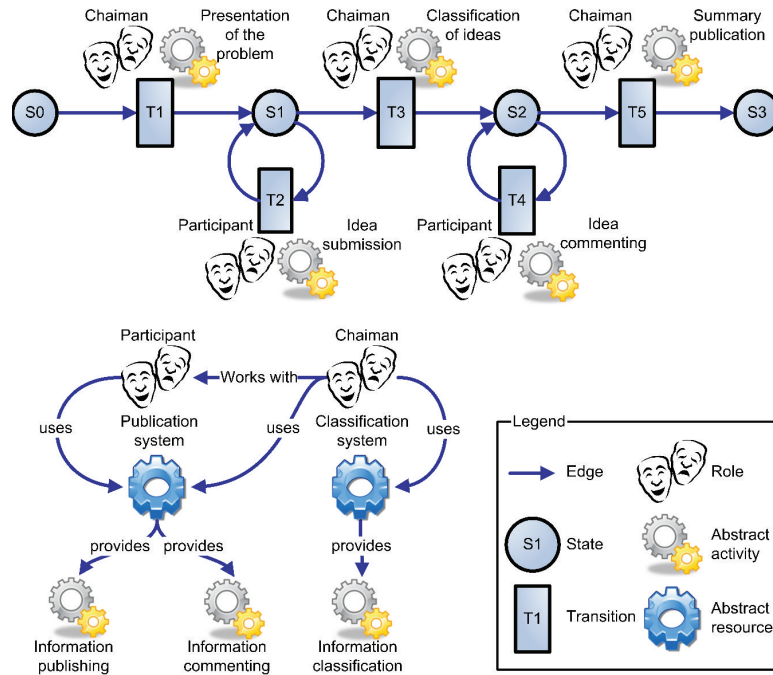 Chaiman
Presentation
of the
problem
Chaiman
Classification
of ideas
Chaiman
Summary
publication
S0
T1
S1
T3
S2
T5
S3
T2
T4
Participant
Idea
submission
Participant
Idea
commenting
Participant
Chaiman
Works with
uses
Publication
system
uses
Classification
system
uses
provides
provides
provides
Information
publishing
Information
commenting
Information
classification
Legend
Edge
Role
S1
State
Abstract
activity
T1
Transition
Abstract
resource